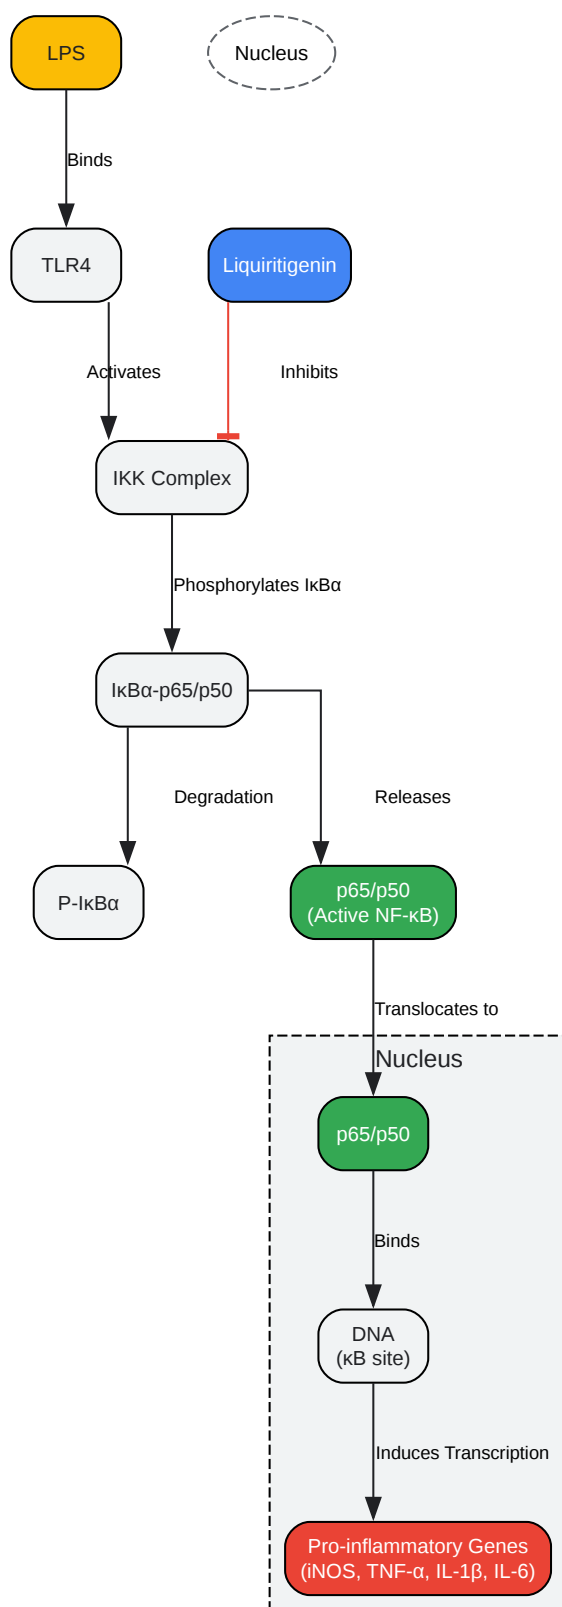 LPS
Nucleus
Binds
TLR4
Liquiritigenin
Activates
Inhibits
IKK Complex
Phosphorylates IκBα
IκBα-p65/p50
Degradation
Releases
P-IκBα
p65/p50
(Active NF-κB)
Translocates to
Nucleus
p65/p50
Binds
DNA
(κB site)
Induces Transcription
Pro-inflammatory Genes
(iNOS, TNF-α, IL-1β, IL-6)